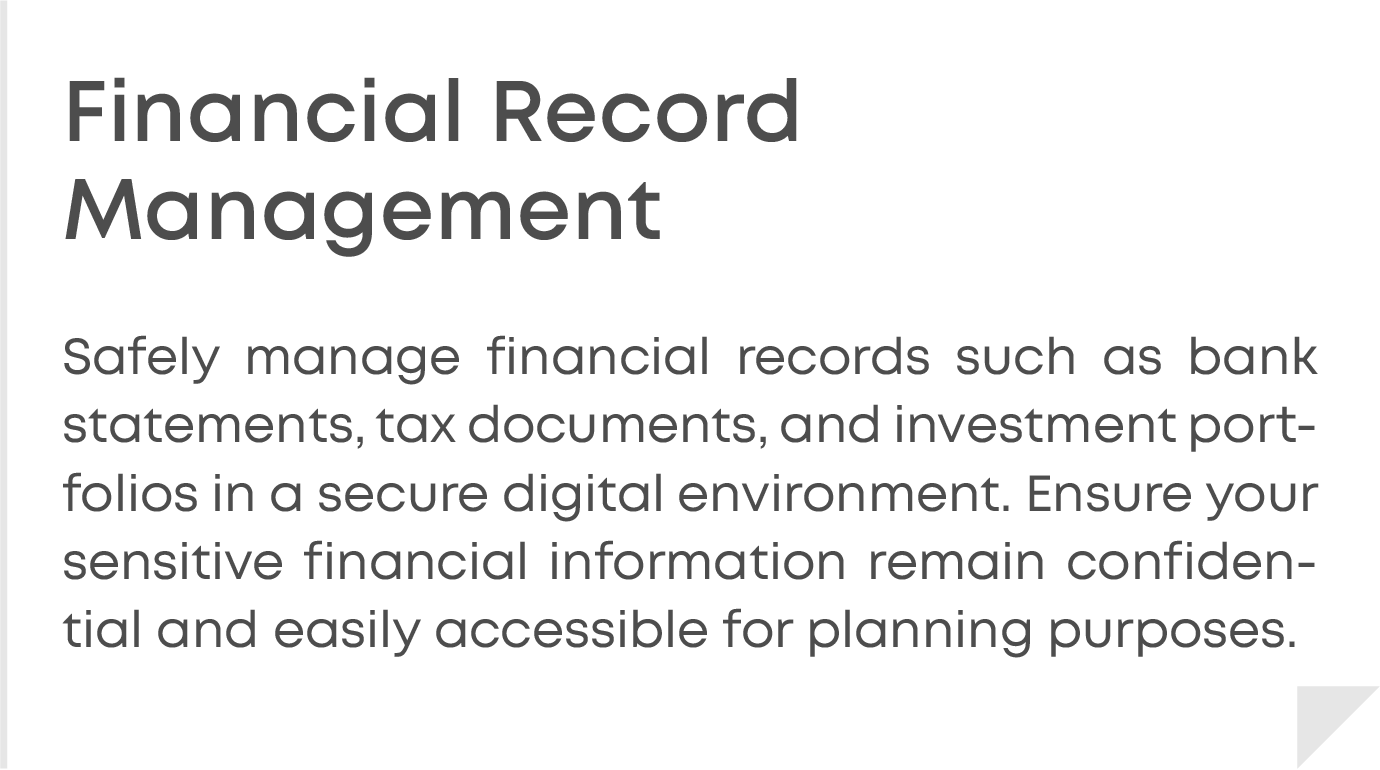 Financial Record
Management
Safely manage financial records such as bank
statements, tax documents, and investment port-
folios in a secure digital environment. Ensure your
sensitive financial information remain confiden-
tial and easily accessible for planning purposes.